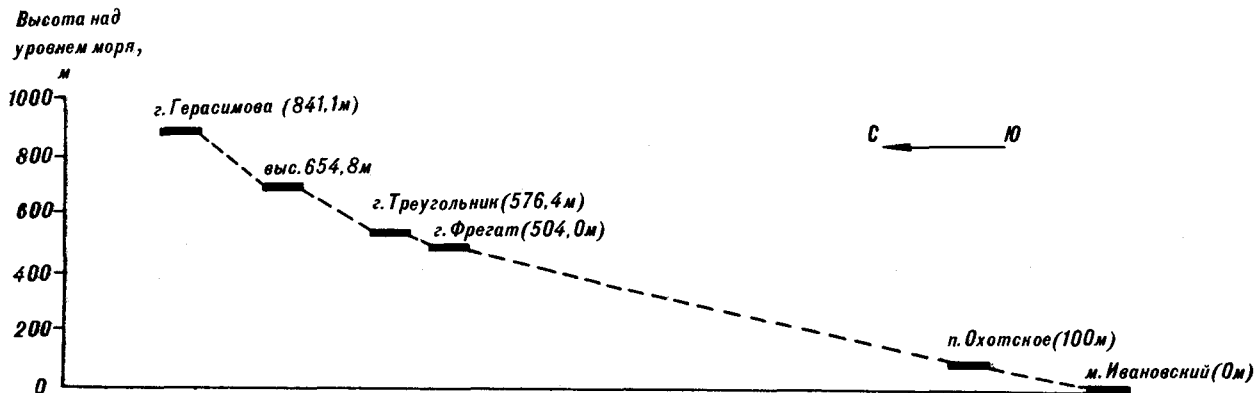 Высота над
уровнем моря,
м
1000
г. Герасимова (841,1м)
С
Ю
800
выс. 654,8м
600
г. Треугольник (576,4м)
г. Фрегат (504,0м)
400
200
п. Охотское (100м)
0
м. Ивановский (0м)